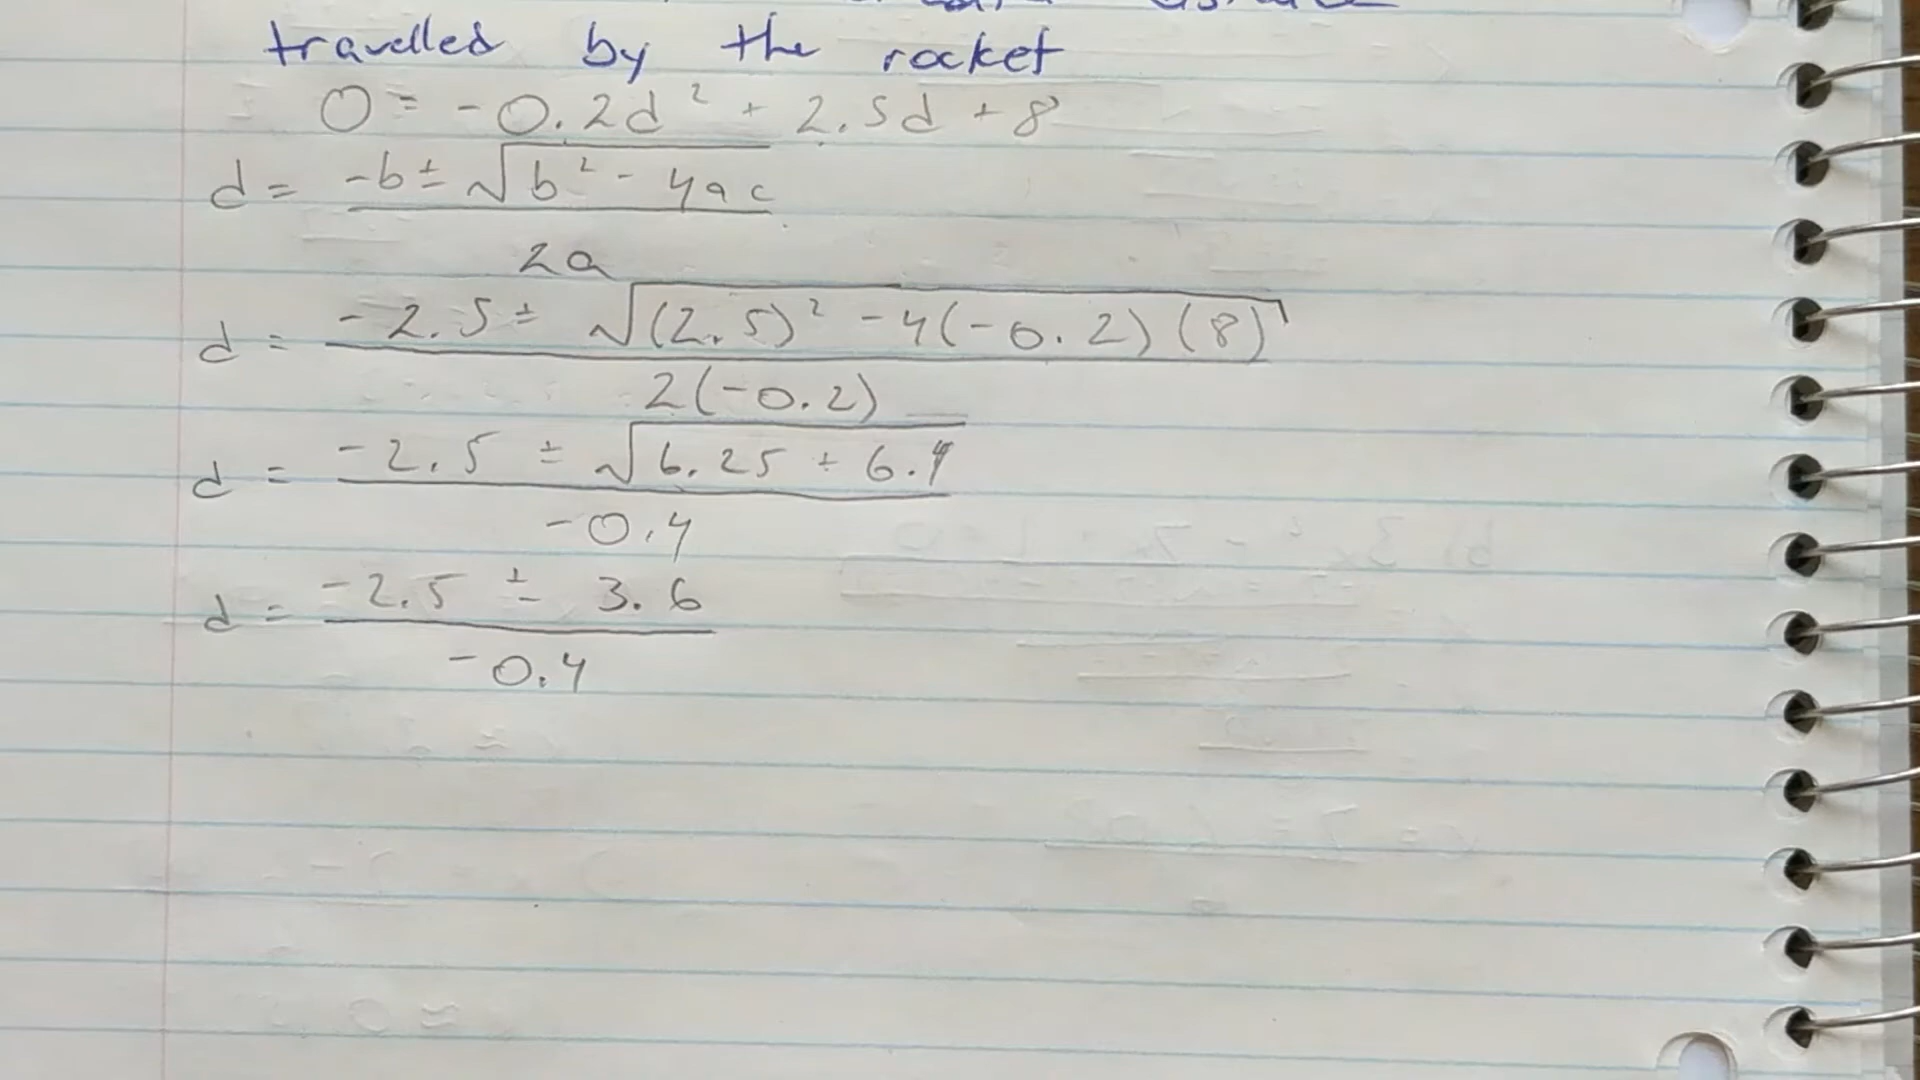 travelled by the rocket
0 = -0.2d² + 2.5d + 8
d = -b ± √b² - 4ac
2a
d = -2.5 ± √(2.5)² - 4(-0.2)(8)
2(-0.2)
d = -2.5 ± √6.25 + 6.4
-0.4
d = -2.5 ± 3.6
-0.4